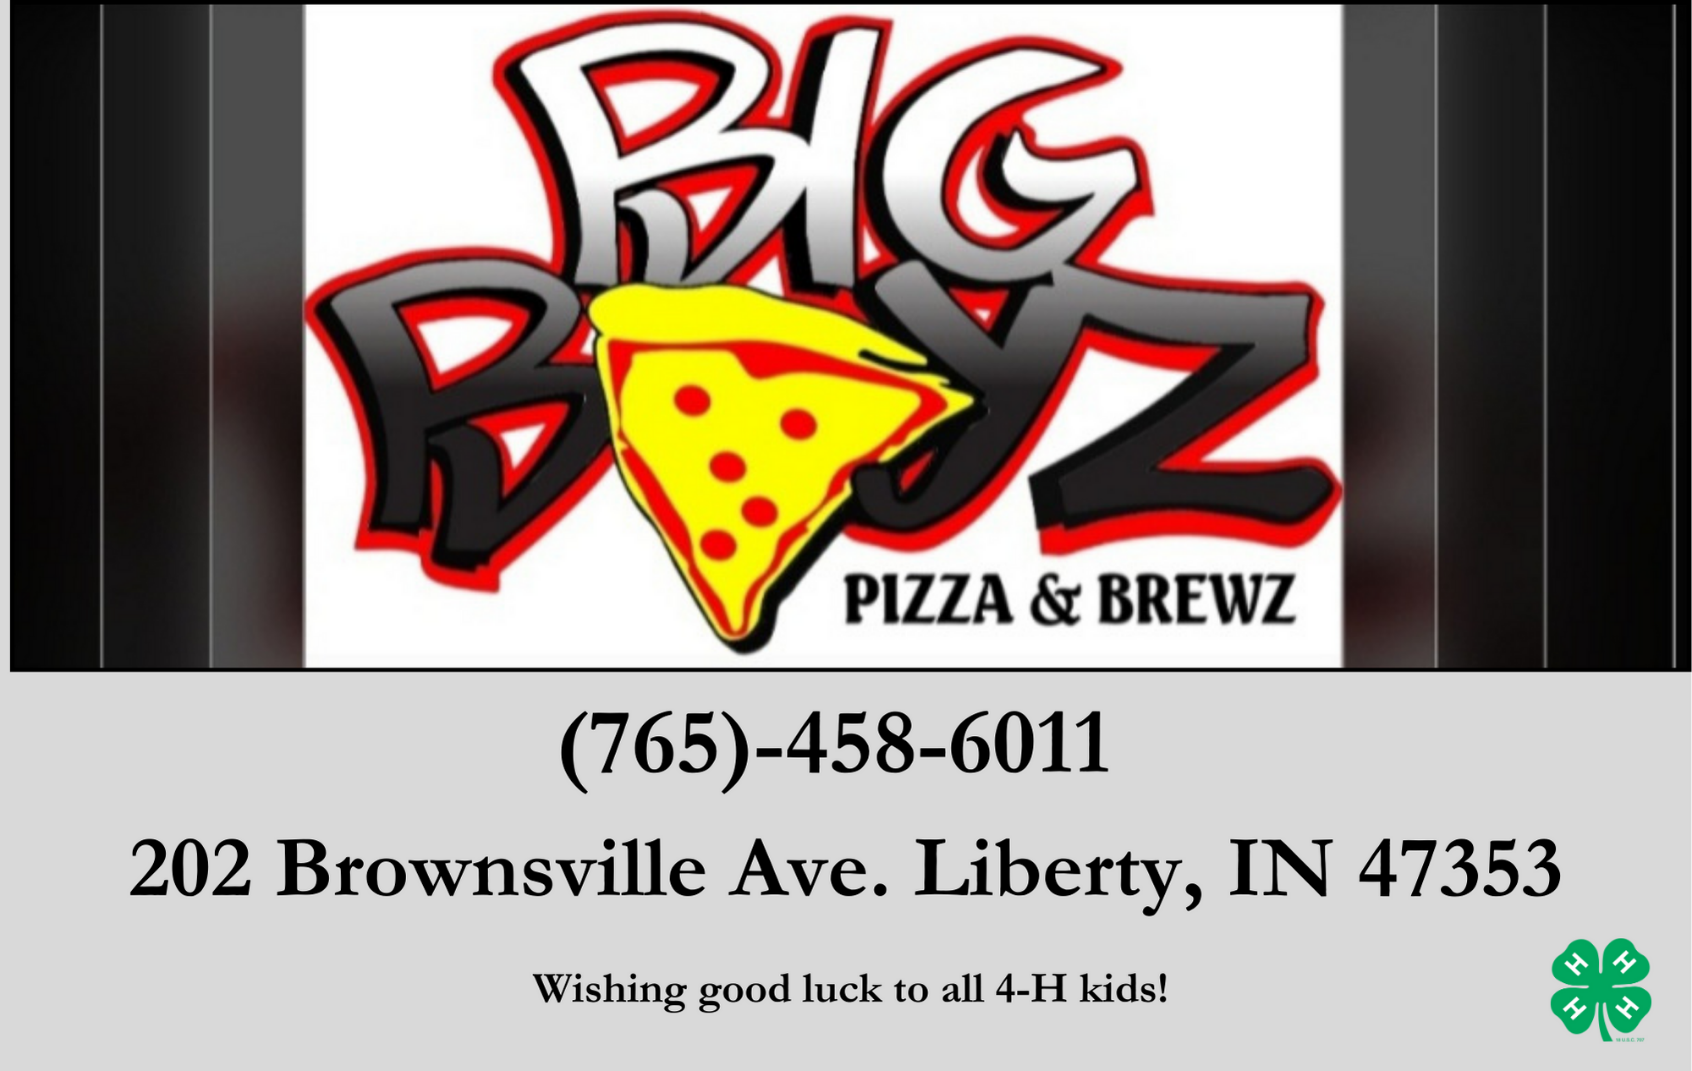 BIG
BOYZ
PIZZA & BREWZ
(765)-458-6011
202 Brownsville Ave. Liberty, IN 47353
Wishing good luck to all 4-H kids!
H H
H H